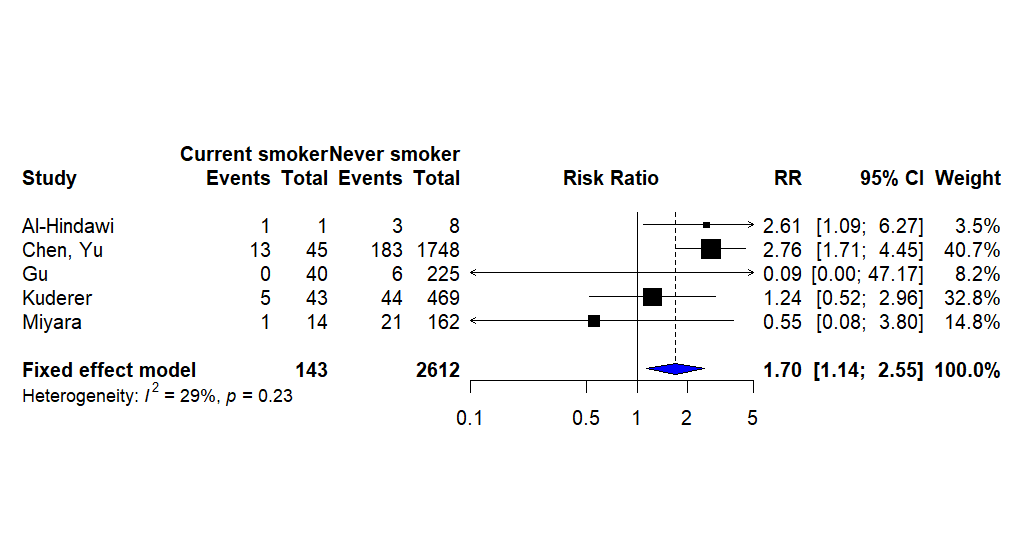 Current smoker Never smoker
Study Events Total Events Total Risk Ratio RR 95% CI Weight
Al-Hindawi 1 1 3 8 2.61 [1.09; 6.27] 3.5%
Chen, Yu 13 45 183 1748 2.76 [1.71; 4.45] 40.7%
Gu 0 40 6 225 0.09 [0.00; 47.17] 8.2%
Kuderer 5 43 44 469 1.24 [0.52; 2.96] 32.8%
Miyara 1 14 21 162 0.55 [0.08; 3.80] 14.8%
Fixed effect model 143 2612 1.70 [1.14; 2.55] 100.0%
Heterogeneity: I² = 29%, p = 0.23
0.1 0.5 1 2 5